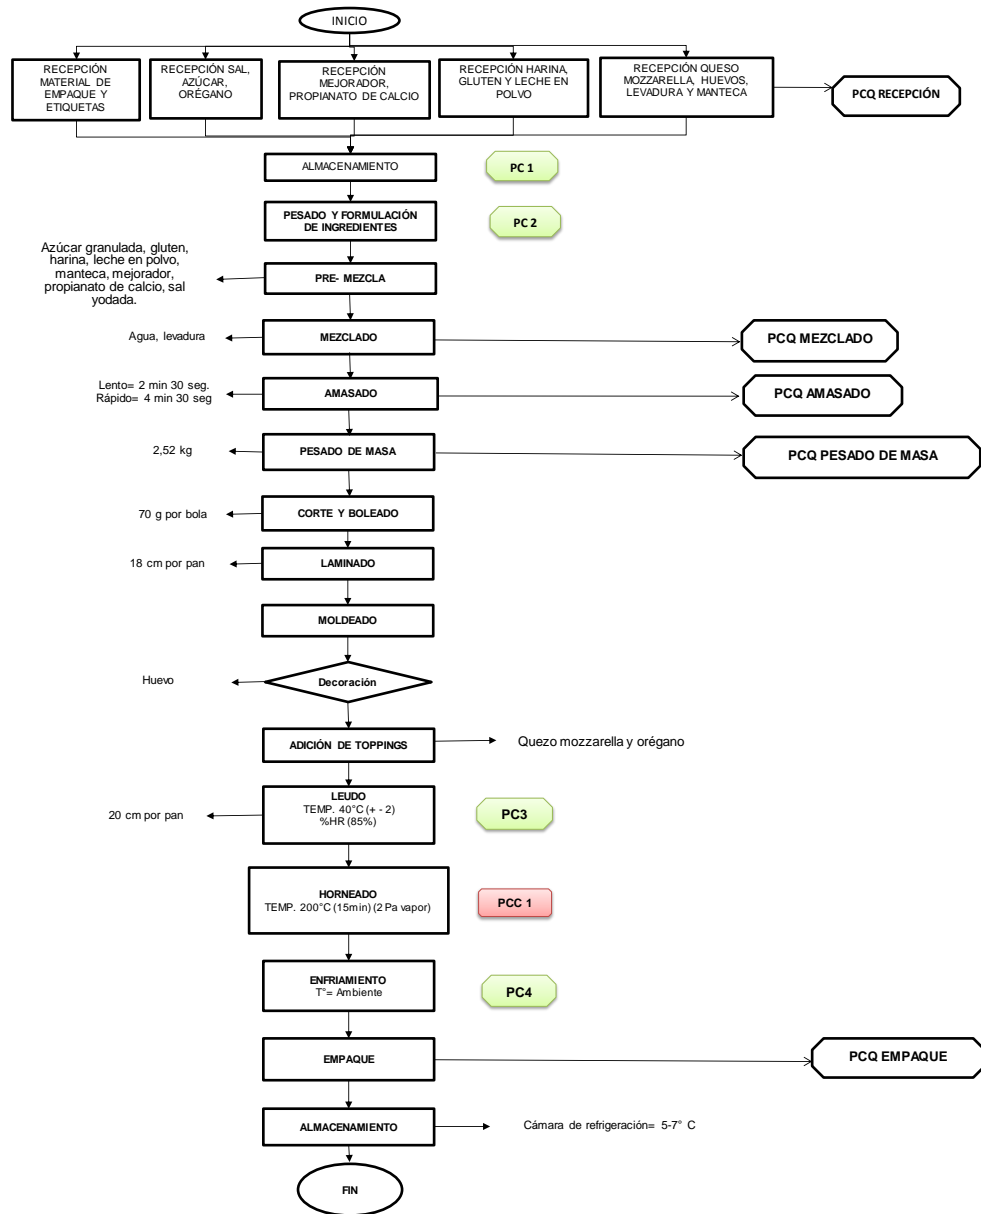 INICIO
RECEPCIÓN
MATERIAL DE
EMPAQUE Y
ETIQUETAS
RECEPCIÓN SAL,
AZÚCAR,
ORÉGANO
RECEPCIÓN
MEJORADOR,
PROPIANATO DE CALCIO
RECEPCIÓN HARINA,
GLUTEN Y LECHE EN
POLVO
RECEPCIÓN QUESO
MOZZARELLA, HUEVOS,
LEVADURA Y MANTECA
PCQ RECEPCIÓN
ALMACENAMIENTO
PC 1
PESADO Y FORMULACIÓN
DE INGREDIENTES
PC 2
Azúcar granulada, gluten,
harina, leche en polvo,
manteca, mejorador,
propianato de calcio, sal
yodada.
PRE- MEZCLA
Agua, levadura
MEZCLADO
PCQ MEZCLADO
Lento= 2 min 30 seg.
Rápido= 4 min 30 seg
AMASADO
PCQ AMASADO
2,52 kg
PESADO DE MASA
PCQ PESADO DE MASA
70 g por bola
CORTE Y BOLEADO
18 cm por pan
LAMINADO
MOLDEADO
Huevo
Decoración
ADICIÓN DE TOPPINGS
Quezo mozzarella y orégano
20 cm por pan
LEUDO
TEMP. 40°C (+ - 2)
%HR (85%)
PC3
HORNEADO
TEMP. 200°C (15min) (2 Pa vapor)
PCC 1
ENFRIAMIENTO
T°= Ambiente
PC4
EMPAQUE
PCQ EMPAQUE
ALMACENAMIENTO
Cámara de refrigeración= 5-7° C
FIN